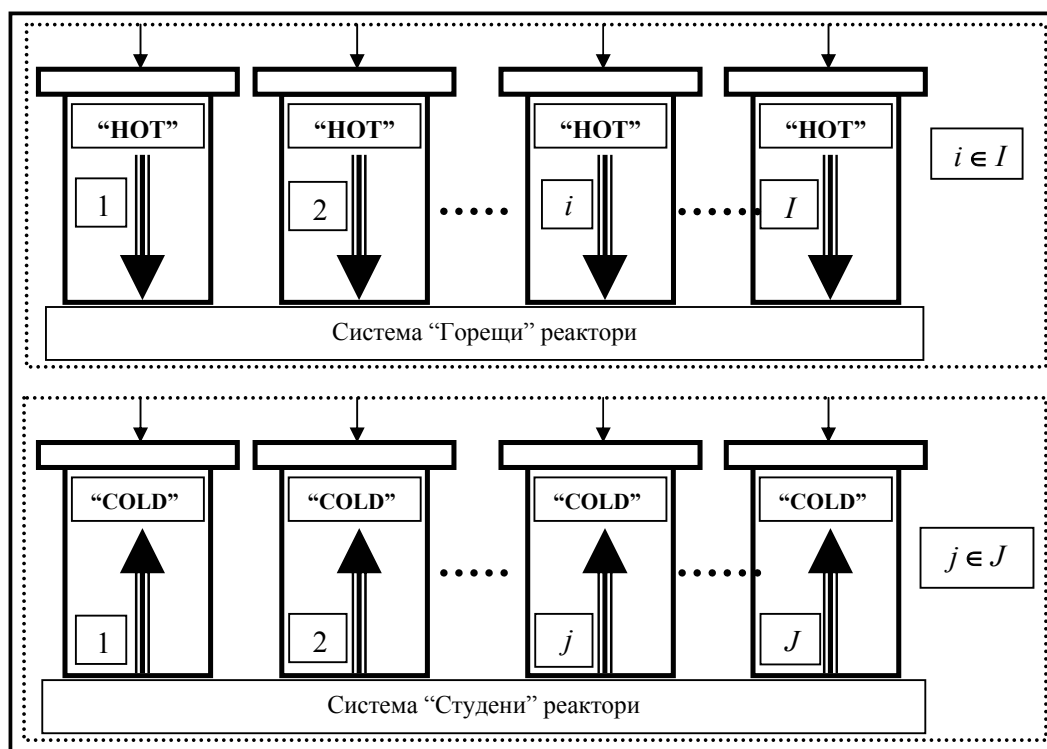 “HOT” “HOT” “HOT” “HOT”
i ∈ I
1 2 ..... i ...... I
Система “Горещи” реактори
“COLD” “COLD” “COLD” “COLD”
j ∈ J
1 2 ..... j ...... J
Система “Студени” реактори